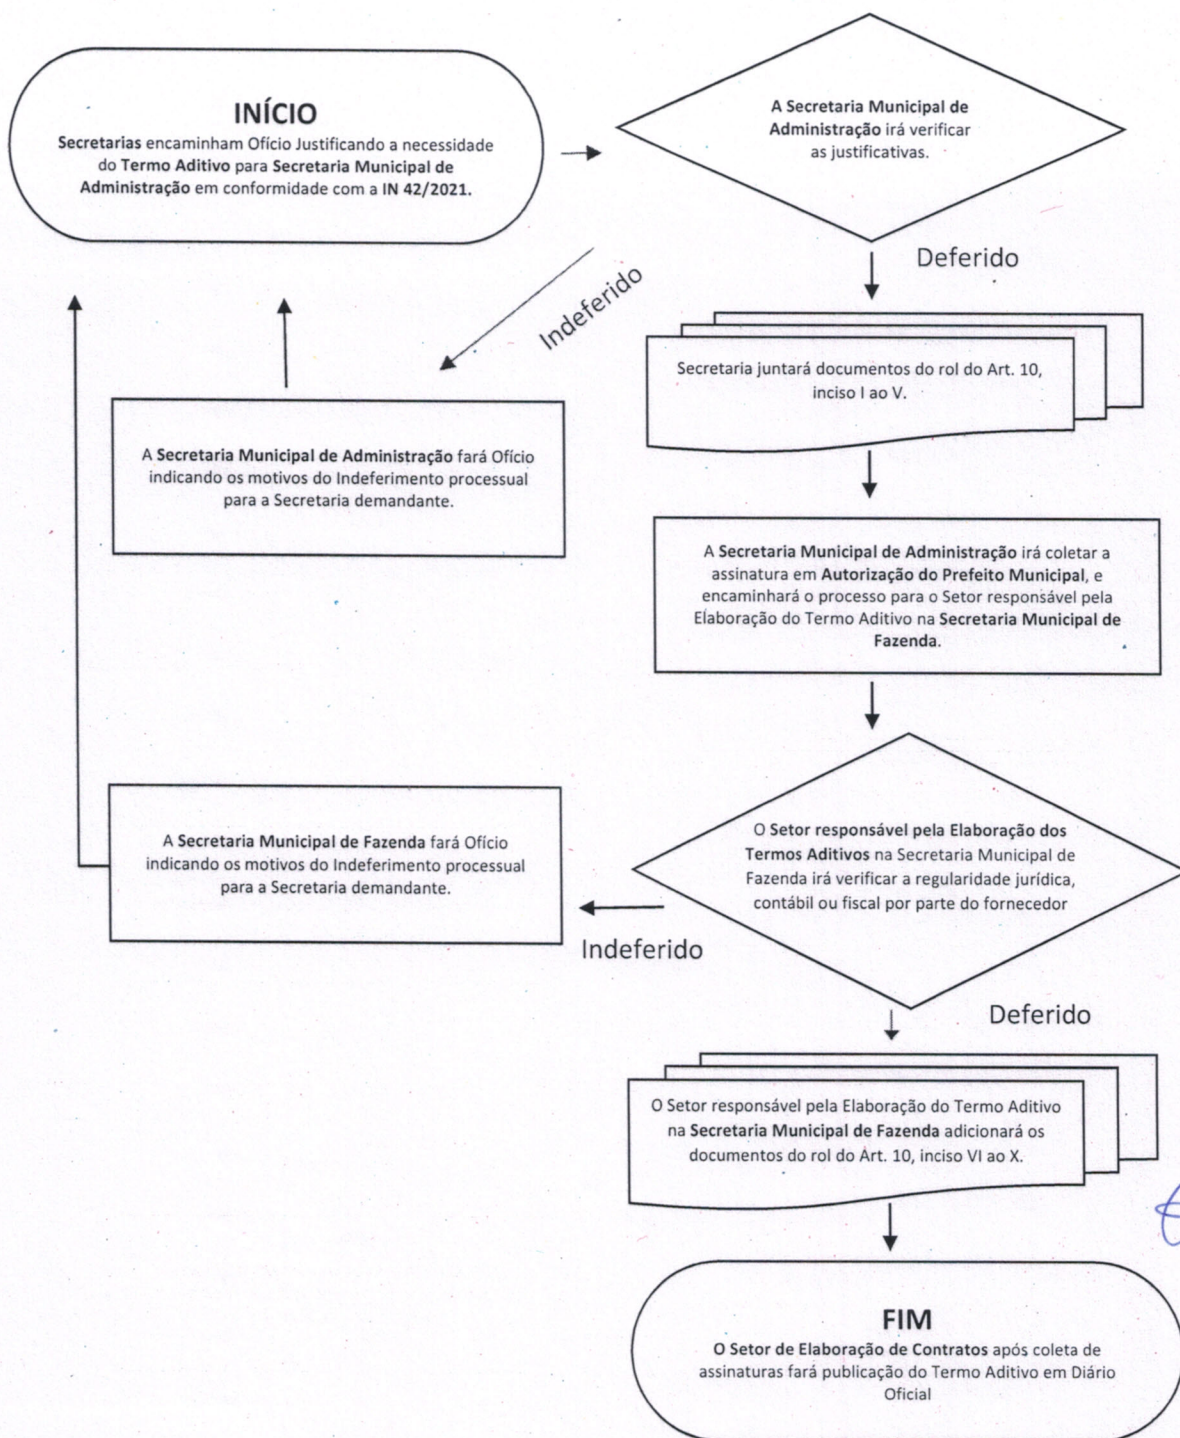 INÍCIO
Secretarias encaminham Ofício Justificando a necessidade
do Termo Aditivo para Secretaria Municipal de
Administração em conformidade com a IN 42/2021.
A Secretaria Municipal de
Administração irá verificar
as justificativas.
Deferido
Indeferido
Secretaria juntará documentos do rol do Art. 10,
inciso I ao V.
A Secretaria Municipal de Administração fará Ofício
indicando os motivos do Indeferimento processual
para a Secretaria demandante.
A Secretaria Municipal de Administração irá coletar a
assinatura em Autorização do Prefeito Municipal, e
encaminhará o processo para o Setor responsável pela
Elaboração do Termo Aditivo na Secretaria Municipal de
Fazenda.
O Setor responsável pela Elaboração dos
Termos Aditivos na Secretaria Municipal de
Fazenda irá verificar a regularidade jurídica,
contábil ou fiscal por parte do fornecedor
A Secretaria Municipal de Fazenda fará Ofício
indicando os motivos do Indeferimento processual
para a Secretaria demandante.
Indeferido
Deferido
O Setor responsável pela Elaboração do Termo Aditivo
na Secretaria Municipal de Fazenda adicionará os
documentos do rol do Art. 10, inciso VI ao X.
FIM
O Setor de Elaboração de Contratos após coleta de
assinaturas fará publicação do Termo Aditivo em Diário
Oficial